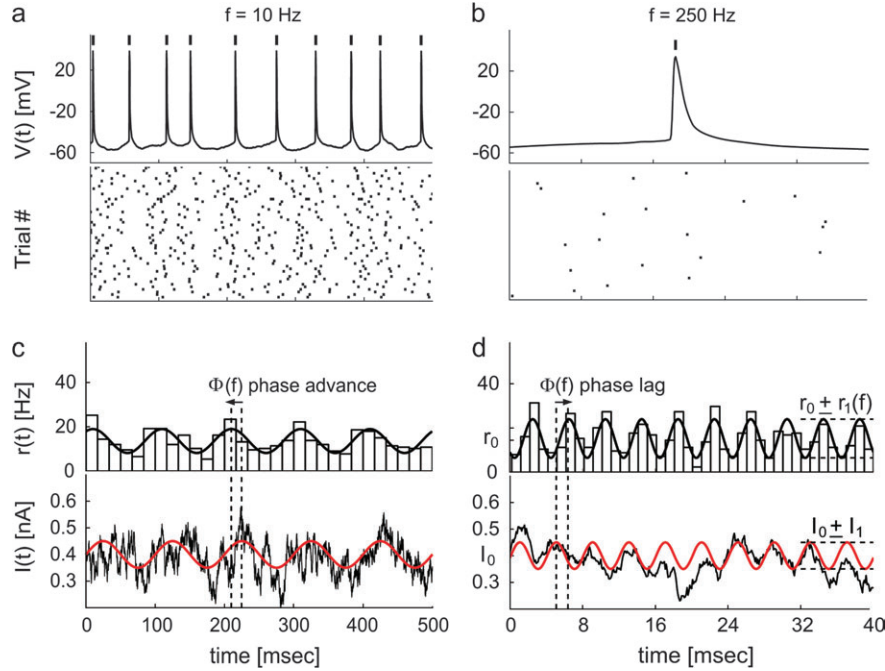 a
f = 10 Hz
b
f = 250 Hz
V(t) [mV]
20
-20
-60
20
-20
-60
Trial #
c
Φ(f) phase advance
r(t) [Hz]
40
20
0
d
Φ(f) phase lag
40
r₀
0
r₀ ± r₁(f)
I(t) [nA]
0.6
0.5
0.4
0.3
0.5
I₀
0.3
I₀ ± I₁
0 100 200 300 400 500
time [msec]
0 8 16 24 32 40
time [msec]